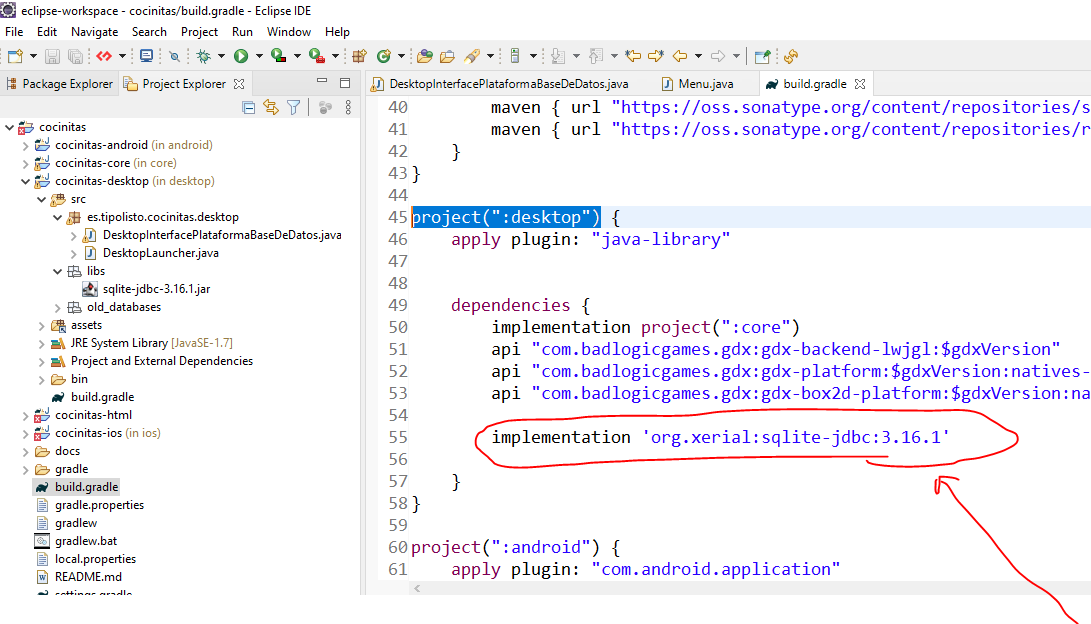 eclipse-workspace - cocinitas/build.gradle - Eclipse IDE
File Edit Navigate Search Project Run Window Help
Package Explorer Project Explorer
DesktopInterfacePlataformaBaseDeDatos.java Menu.java build.gradle
cocinitas
cocinitas-android (in android)
cocinitas-core (in core)
cocinitas-desktop (in desktop)
src
es.tipolisto.cocinitas.desktop
DesktopInterfacePlataformaBaseDeDatos.java
DesktopLauncher.java
libs
sqlite-jdbc-3.16.1.jar
old_databases
assets
JRE System Library [JavaSE-1.7]
Project and External Dependencies
bin
build.gradle
cocinitas-html
cocinitas-ios (in ios)
docs
gradle
build.gradle
gradle.properties
gradlew
gradlew.bat
local.properties
README.md
settings.gradle
40 maven { url "https://oss.sonatype.org/content/repositories/s
41 maven { url "https://oss.sonatype.org/content/repositories/r
42 }
43 }
44
45 project(":desktop") {
46 apply plugin: "java-library"
47
48
49 dependencies {
50 implementation project(":core")
51 api "com.badlogicgames.gdx:gdx-backend-lwjgl:$gdxVersion"
52 api "com.badlogicgames.gdx:gdx-platform:$gdxVersion:natives-
53 api "com.badlogicgames.gdx:gdx-box2d-platform:$gdxVersion:na
54
55 implementation 'org.xerial:sqlite-jdbc:3.16.1'
56
57 }
58 }
59
60 project(":android") {
61 apply plugin: "com.android.application"